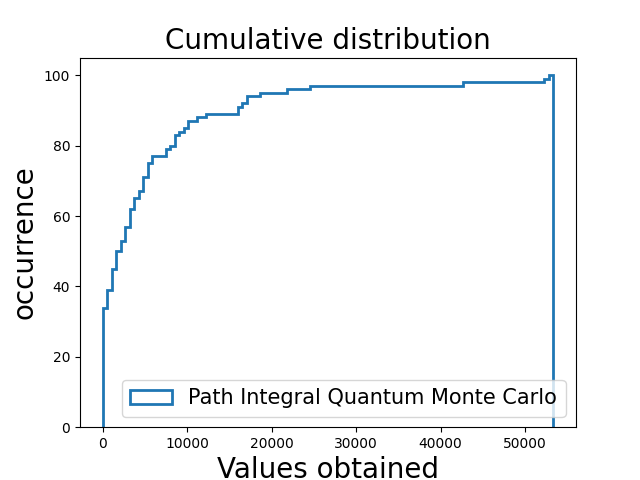 Cumulative distribution
occurrence
100
80
60
40
20
0
Path Integral Quantum Monte Carlo
0 10000 20000 30000 40000 50000
Values obtained